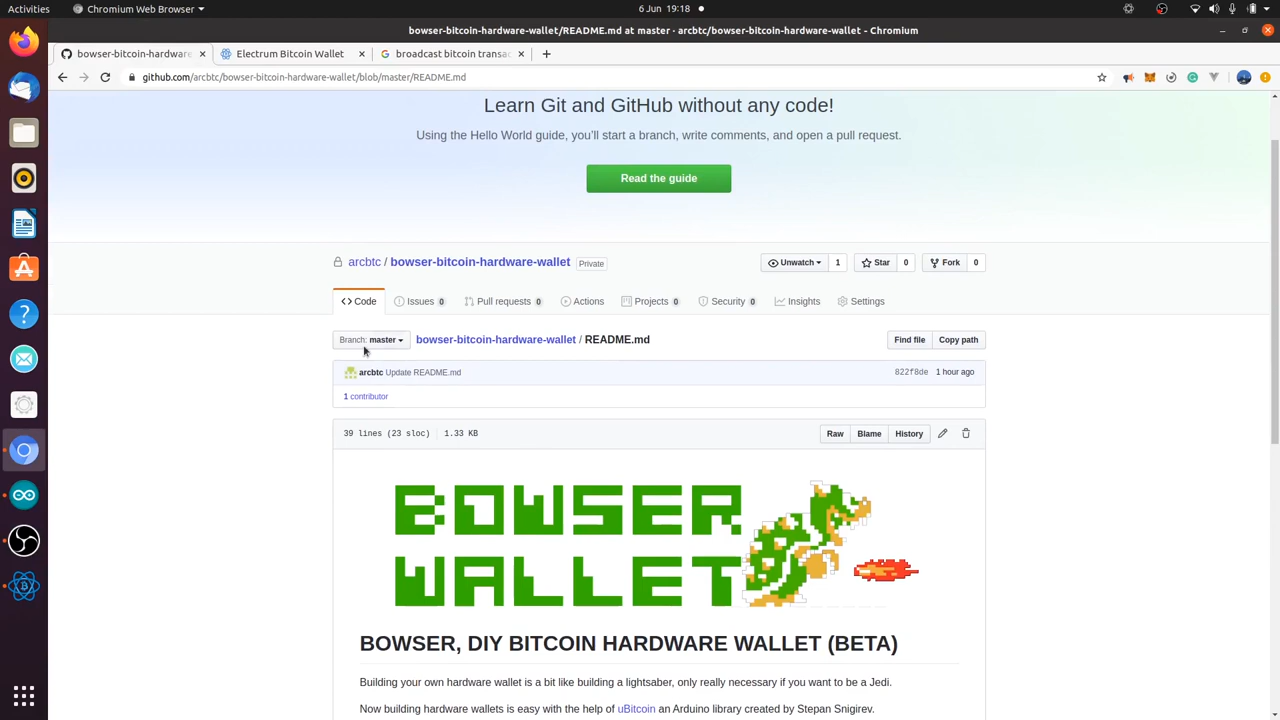 Activities
Chromium Web Browser
6 Jun 19:18
bowser-bitcoin-hardware-wallet/README.md at master · arcbtc/bowser-bitcoin-hardware-wallet - Chromium
bowser-bitcoin-hardware
Electrum Bitcoin Wallet
broadcast bitcoin transac
github.com/arcbtc/bowser-bitcoin-hardware-wallet/blob/master/README.md
Learn Git and GitHub without any code!
Using the Hello World guide, you'll start a branch, write comments, and open a pull request.
Read the guide
arcbtc / bowser-bitcoin-hardware-wallet Private
Unwatch 1 Star 0 Fork 0
Code Issues 0 Pull requests 0 Actions Projects 0 Security 0 Insights Settings
Branch: master
bowser-bitcoin-hardware-wallet / README.md
Find file Copy path
arcbtc Update README.md
822f8de 1 hour ago
1 contributor
39 lines (23 sloc) 1.33 KB
Raw Blame History
BOWSER
WALLET
BOWSER, DIY BITCOIN HARDWARE WALLET (BETA)
Building your own hardware wallet is a bit like building a lightsaber, only really necessary if you want to be a Jedi.
Now building hardware wallets is easy with the help of uBitcoin an Arduino library created by Stepan Snigirev.